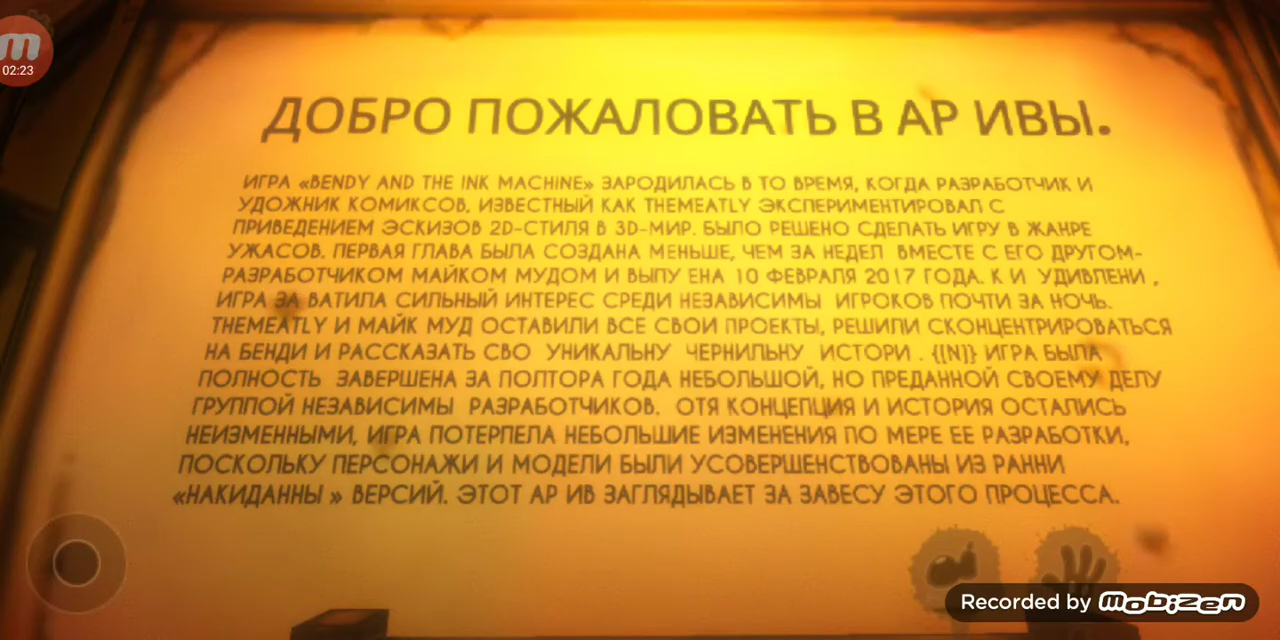 02:23
ДОБРО ПОЖАЛОВАТЬ В АР ИВЫ.
ИГРА «BENDY AND THE INK MACHINE» ЗАРОДИЛАСЬ В ТО ВРЕМЯ, КОГДА РАЗРАБОТЧИК И
УДОЖНИК КОМИКСОВ, ИЗВЕСТНЫЙ КАК THEMEATLY ЭКСПЕРИМЕНТИРОВАЛ С
ПРИВЕДЕНИЕМ ЭСКИЗОВ 2D-СТИЛЯ В 3D-МИР. БЫЛО РЕШЕНО СДЕЛАТЬ ИГРУ В ЖАНРЕ
УЖАСОВ. ПЕРВАЯ ГЛАВА БЫЛА СОЗДАНА МЕНЬШЕ, ЧЕМ ЗА НЕДЕЛ ВМЕСТЕ С ЕГО ДРУГОМ-
РАЗРАБОТЧИКОМ МАЙКОМ МУДОМ И ВЫПУ ЕНА 10 ФЕВРАЛЯ 2017 ГОДА. К И УДИВЛЕНИ ,
ИГРА ЗА ВАТИЛА СИЛЬНЫЙ ИНТЕРЕС СРЕДИ НЕЗАВИСИМЫ ИГРОКОВ ПОЧТИ ЗА НОЧЬ.
THEMEATLY И МАЙК МУД ОСТАВИЛИ ВСЕ СВОИ ПРОЕКТЫ, РЕШИЛИ СКОНЦЕНТРИРОВАТЬСЯ
НА БЕНДИ И РАССКАЗАТЬ СВО УНИКАЛЬНУ ЧЕРНИЛЬНУ ИСТОРИ . {[N]} ИГРА БЫЛА
ПОЛНОСТЬ ЗАВЕРШЕНА ЗА ПОЛТОРА ГОДА НЕБОЛЬШОЙ, НО ПРЕДАННОЙ СВОЕМУ ДЕЛУ
ГРУППОЙ НЕЗАВИСИМЫ РАЗРАБОТЧИКОВ. ОТЯ КОНЦЕПЦИЯ И ИСТОРИЯ ОСТАЛИСЬ
НЕИЗМЕННЫМИ, ИГРА ПОТЕРПЕЛА НЕБОЛЬШИЕ ИЗМЕНЕНИЯ ПО МЕРЕ ЕЕ РАЗРАБОТКИ,
ПОСКОЛЬКУ ПЕРСОНАЖИ И МОДЕЛИ БЫЛИ УСОВЕРШЕНСТВОВАНЫ ИЗ РАННИ
«НАКИДАННЫ » ВЕРСИЙ. ЭТОТ АР ИВ ЗАГЛЯДЫВАЕТ ЗА ЗАВЕСУ ЭТОГО ПРОЦЕССА.
Recorded by mobizen